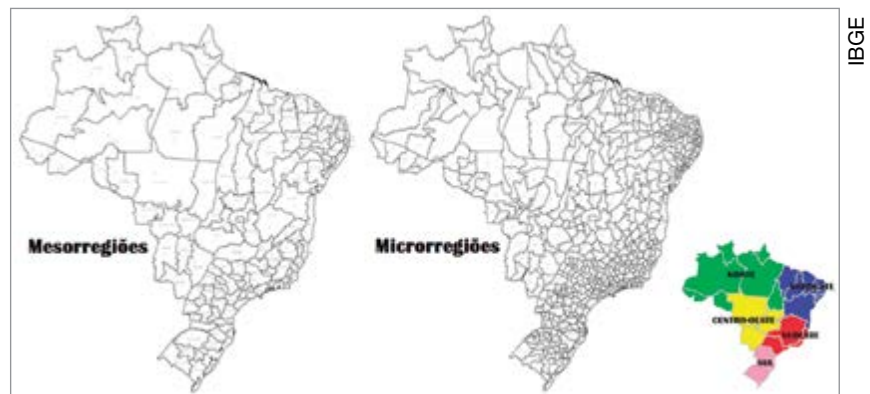 IBGE
Mesorregiões
Microrregiões
NORTE
NORDESTE
CENTRO-OESTE
SUDESTE
SUL